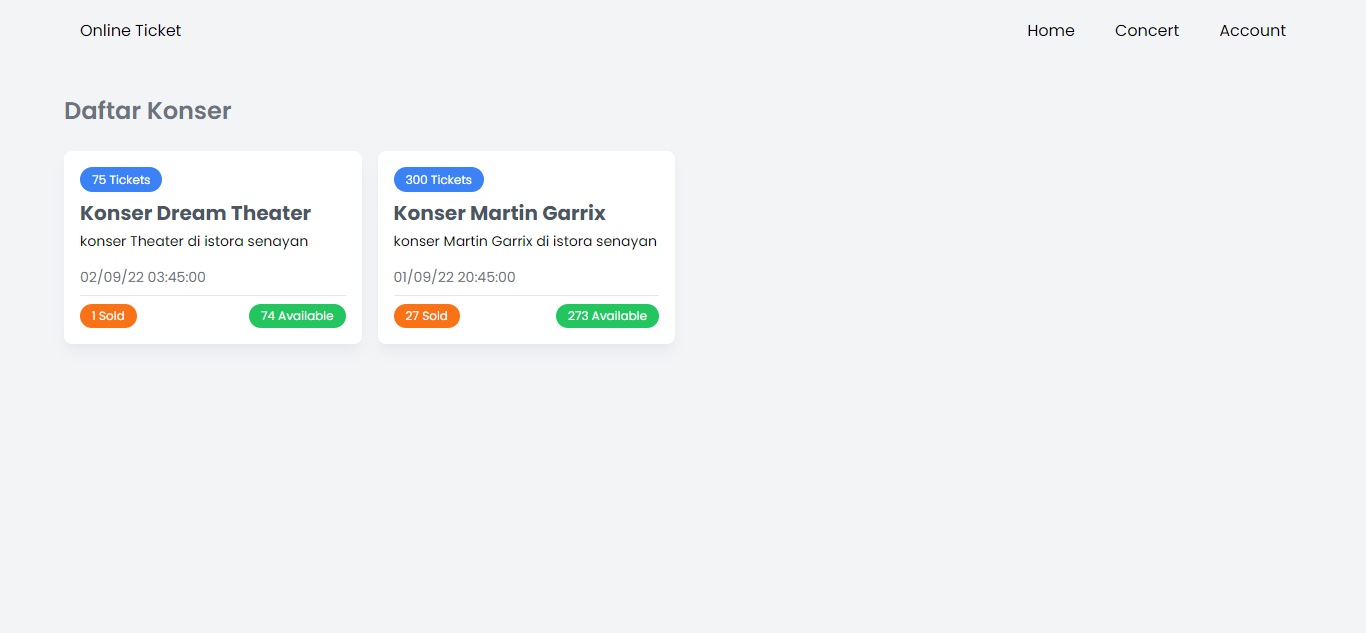 Online Ticket
Home
Concert
Account
Daftar Konser
75 Tickets
Konser Dream Theater
konser Theater di istora senayan
02/09/22 03:45:00
1 Sold
74 Available
300 Tickets
Konser Martin Garrix
konser Martin Garrix di istora senayan
01/09/22 20:45:00
27 Sold
273 Available